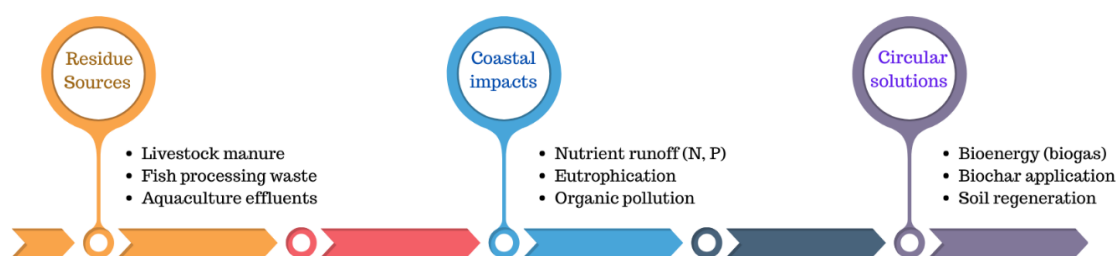 Residue
Sources
• Livestock manure
• Fish processing waste
• Aquaculture effluents
Coastal
impacts
• Nutrient runoff (N, P)
• Eutrophication
• Organic pollution
Circular
solutions
• Bioenergy (biogas)
• Biochar application
• Soil regeneration